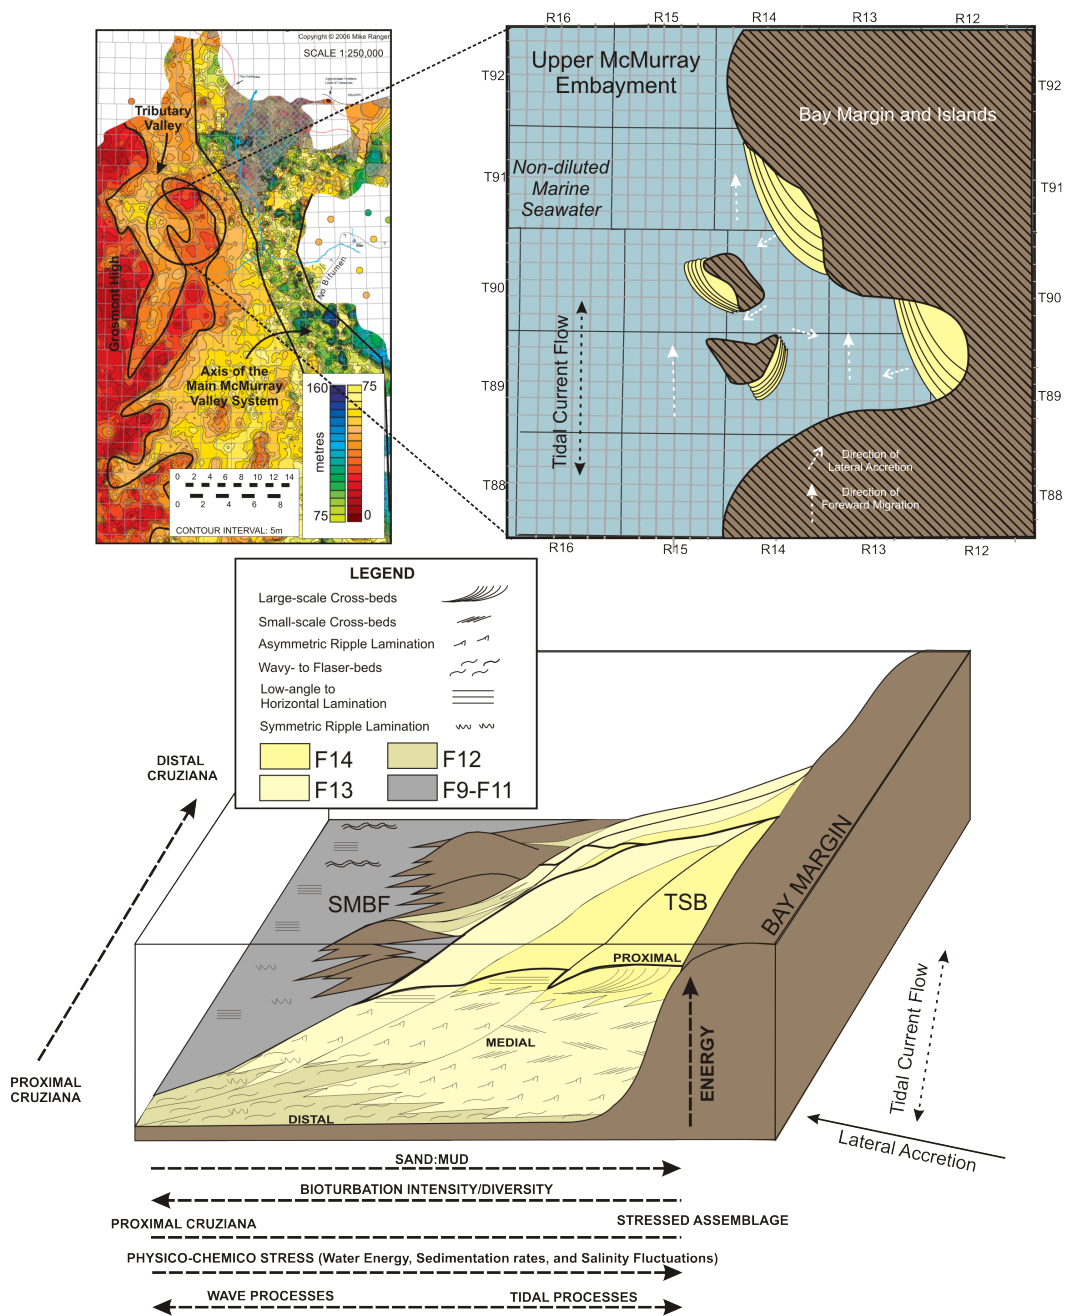 Copyright © 2006 Mike Ranger
SCALE 1:250,000
Tributary
Valley
Grosmont High
No Bitumen
Axis of the
Main McMurray
Valley System
160
75
metres
75
0
0 2 4 6 8 10 12 14
0 2 4 6 8
CONTOUR INTERVAL: 5m
R16 R15 R14 R13 R12
T92
T91
T90
T89
T88
Upper McMurray
Embayment
Bay Margin and Islands
Non-diluted
Marine
Seawater
Tidal Current Flow
Direction of
Lateral Accretion
Direction of
Foreward Migration
T92
T91
T90
T89
T88
R16 R15 R14 R13 R12
LEGEND
Large-scale Cross-beds
Small-scale Cross-beds
Asymmetric Ripple Lamination
Wavy- to Flaser-beds
Low-angle to
Horizontal Lamination
Symmetric Ripple Lamination
F14
F12
F13
F9-F11
DISTAL
CRUZIANA
PROXIMAL
CRUZIANA
SMBF
TSB
BAY MARGIN
PROXIMAL
MEDIAL
DISTAL
ENERGY
Tidal Current Flow
Lateral Accretion
SAND:MUD
BIOTURBATION INTENSITY/DIVERSITY
PROXIMAL CRUZIANA
STRESSED ASSEMBLAGE
PHYSICO-CHEMICO STRESS (Water Energy, Sedimentation rates, and Salinity Fluctuations)
WAVE PROCESSES
TIDAL PROCESSES